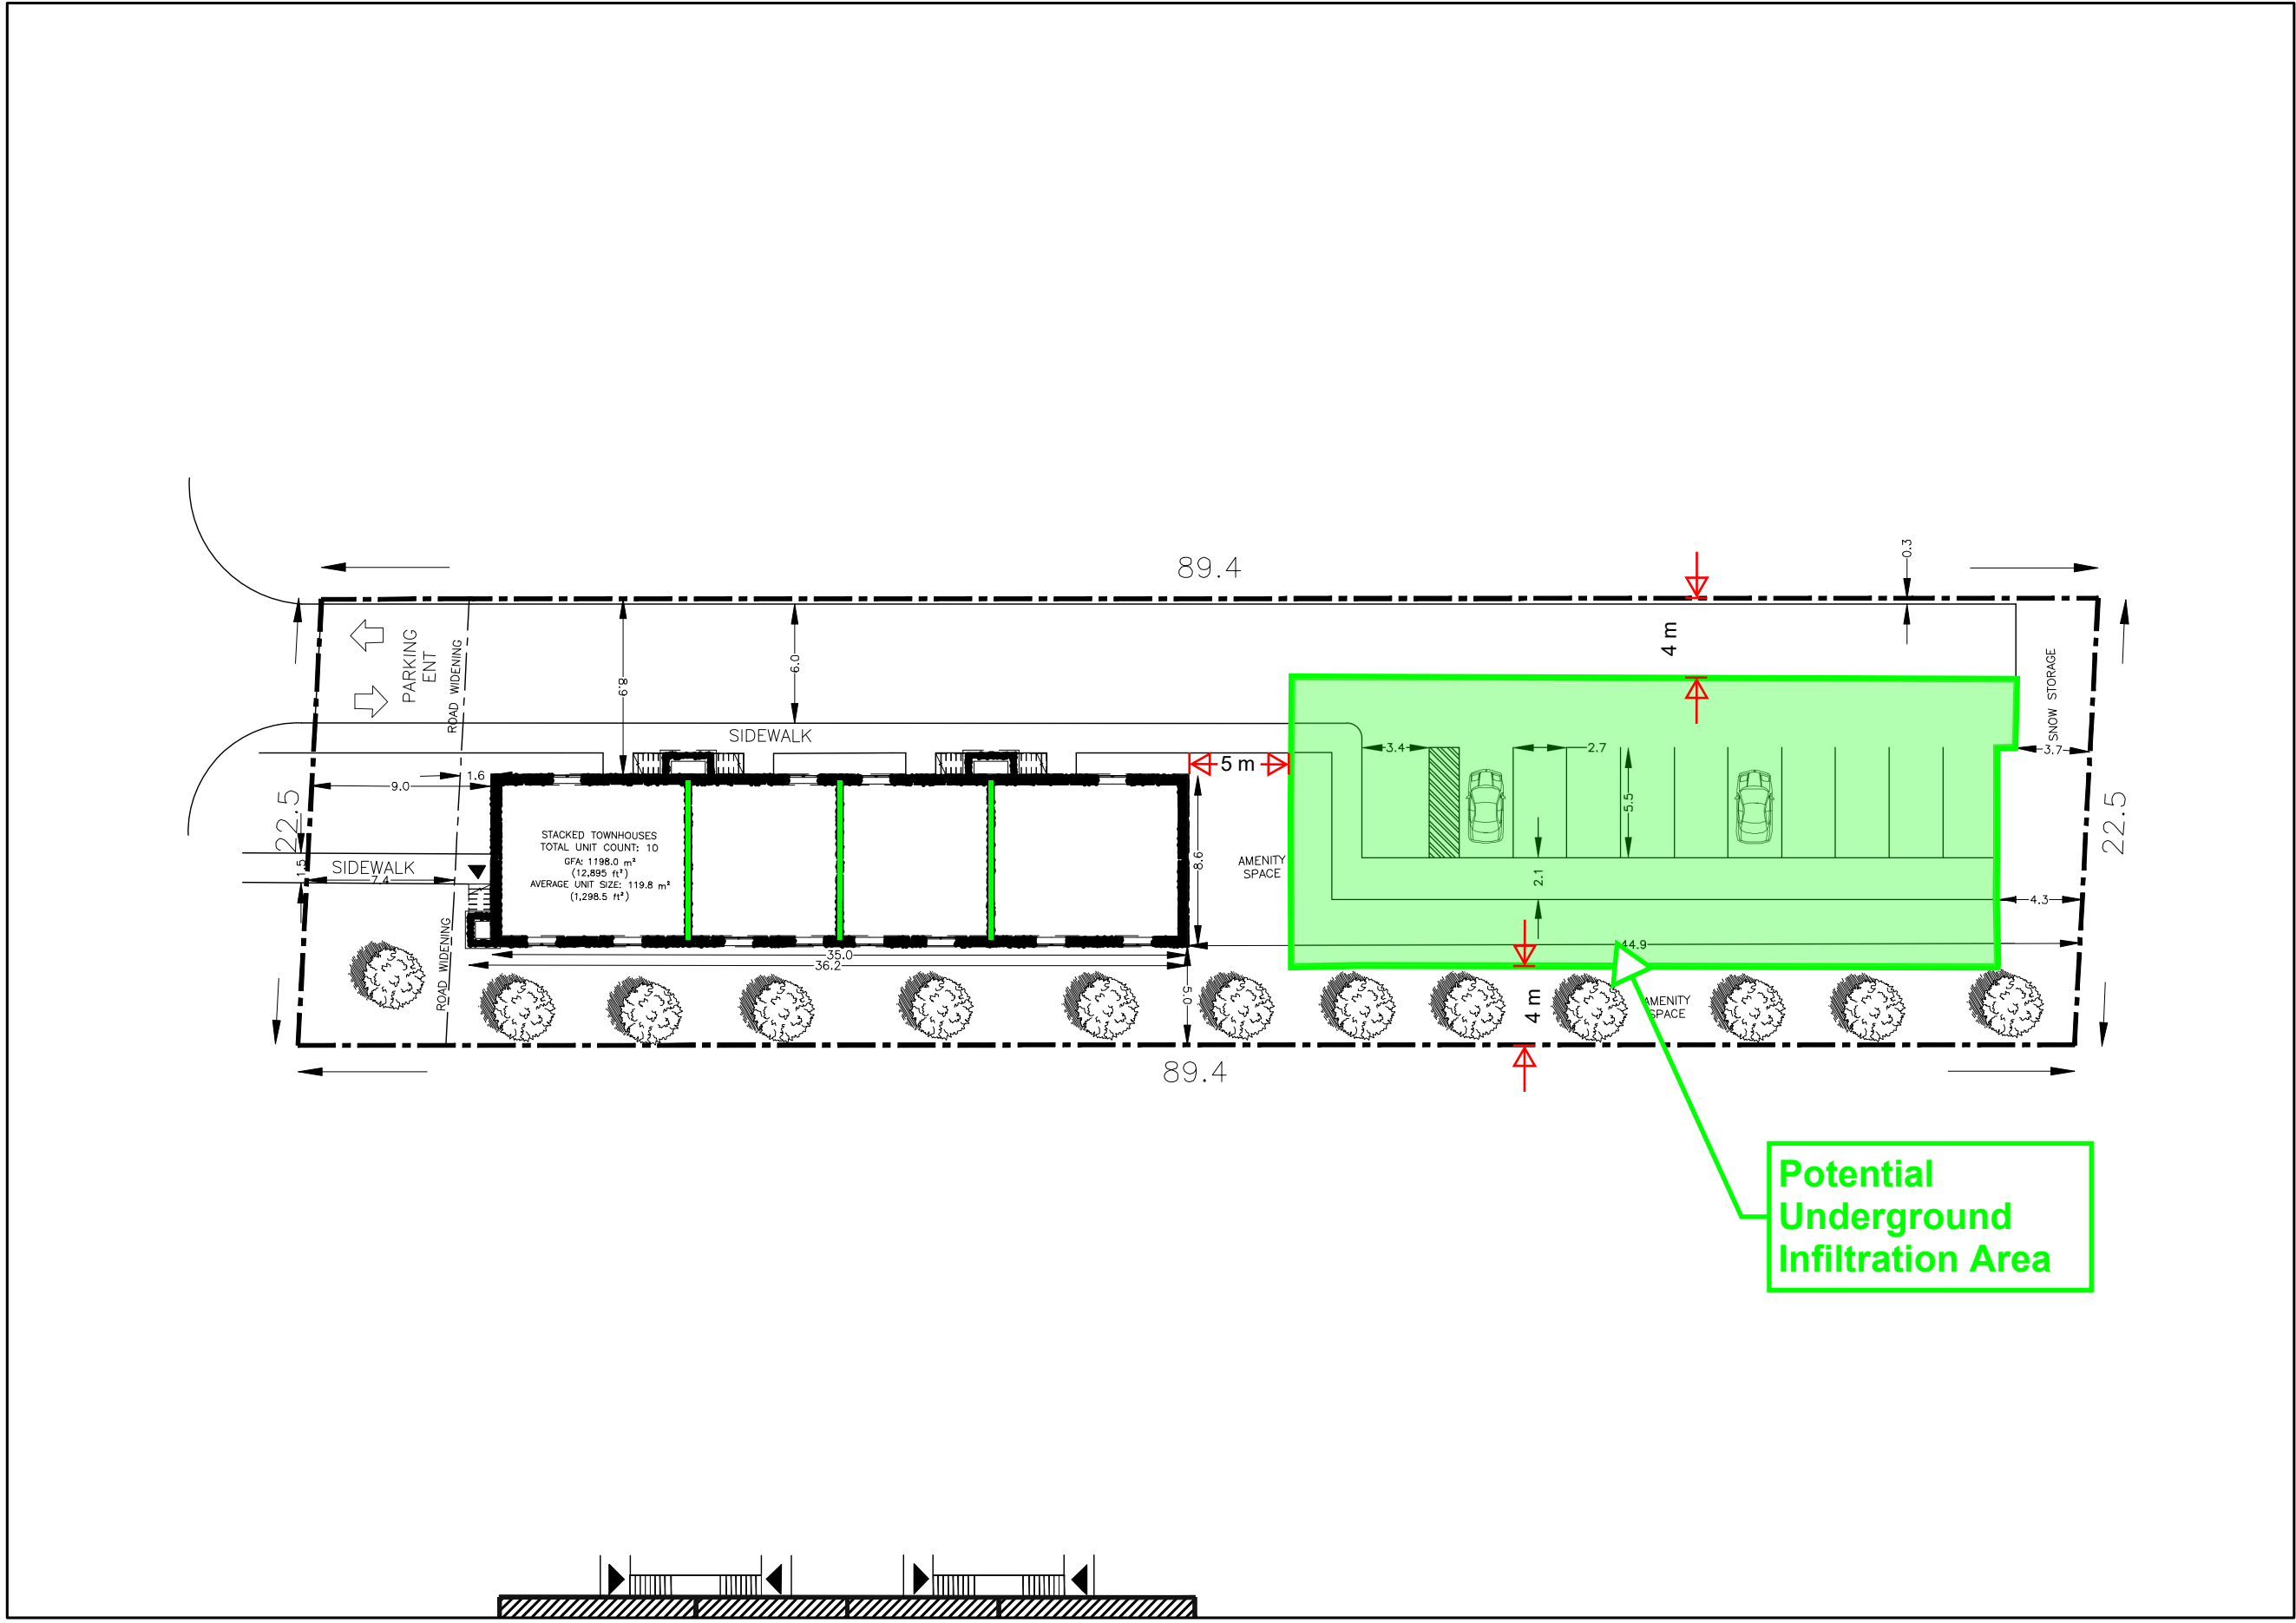 89.4
0.3
PARKING
ENT
ROAD WIDENING
8.9
6.0
4 m
SNOW STORAGE
SIDEWALK
3.4
2.7
3.7
5 m
1.6
9.0
22.5
5.5
22.5
STACKED TOWNHOUSES
TOTAL UNIT COUNT: 10
GFA: 1198.0 m²
(12,895 ft²)
AVERAGE UNIT SIZE: 119.8 m²
(1,298.5 ft²)
8.6
AMENITY
SPACE
1.5
SIDEWALK
7.4
2.1
4.3
ROAD WIDENING
44.9
35.0
36.2
5.0
4 m
AMENITY
SPACE
89.4
Potential
Underground
Infiltration Area